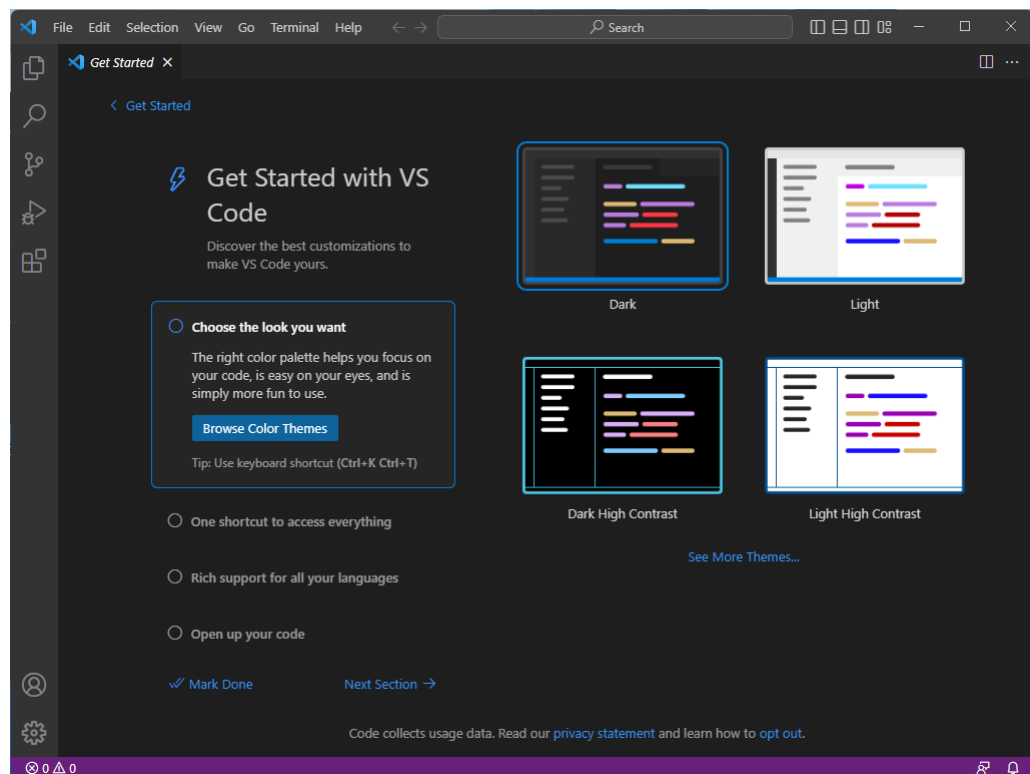 File Edit Selection View Go Terminal Help Search
Get Started
Get Started
Get Started with VS
Code
Discover the best customizations to
make VS Code yours.
Choose the look you want
The right color palette helps you focus on
your code, is easy on your eyes, and is
simply more fun to use.
Browse Color Themes
Tip: Use keyboard shortcut (Ctrl+K Ctrl+T)
One shortcut to access everything
Rich support for all your languages
Open up your code
Mark Done Next Section
Dark Light
Dark High Contrast Light High Contrast
See More Themes...
Code collects usage data. Read our privacy statement and learn how to opt out.
0 0